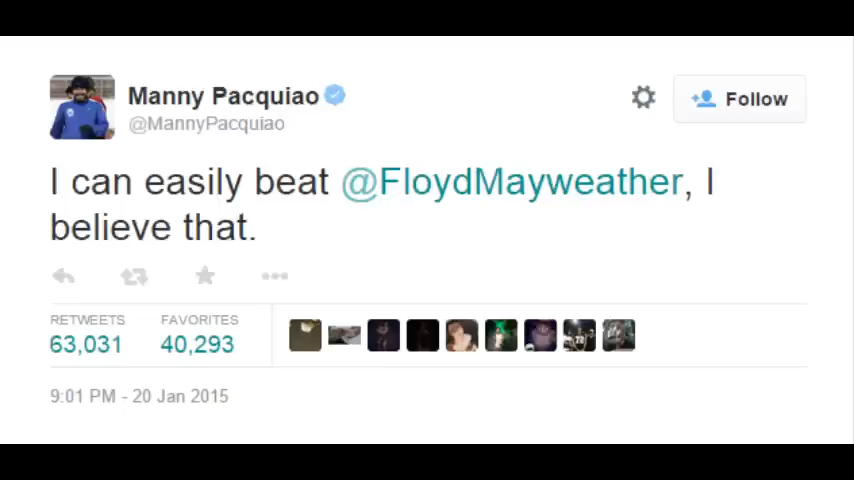 Manny Pacquiao
@MannyPacquiao
Follow
I can easily beat @FloydMayweather, I
believe that.
RETWEETS FAVORITES
63,031 40,293
9:01 PM - 20 Jan 2015